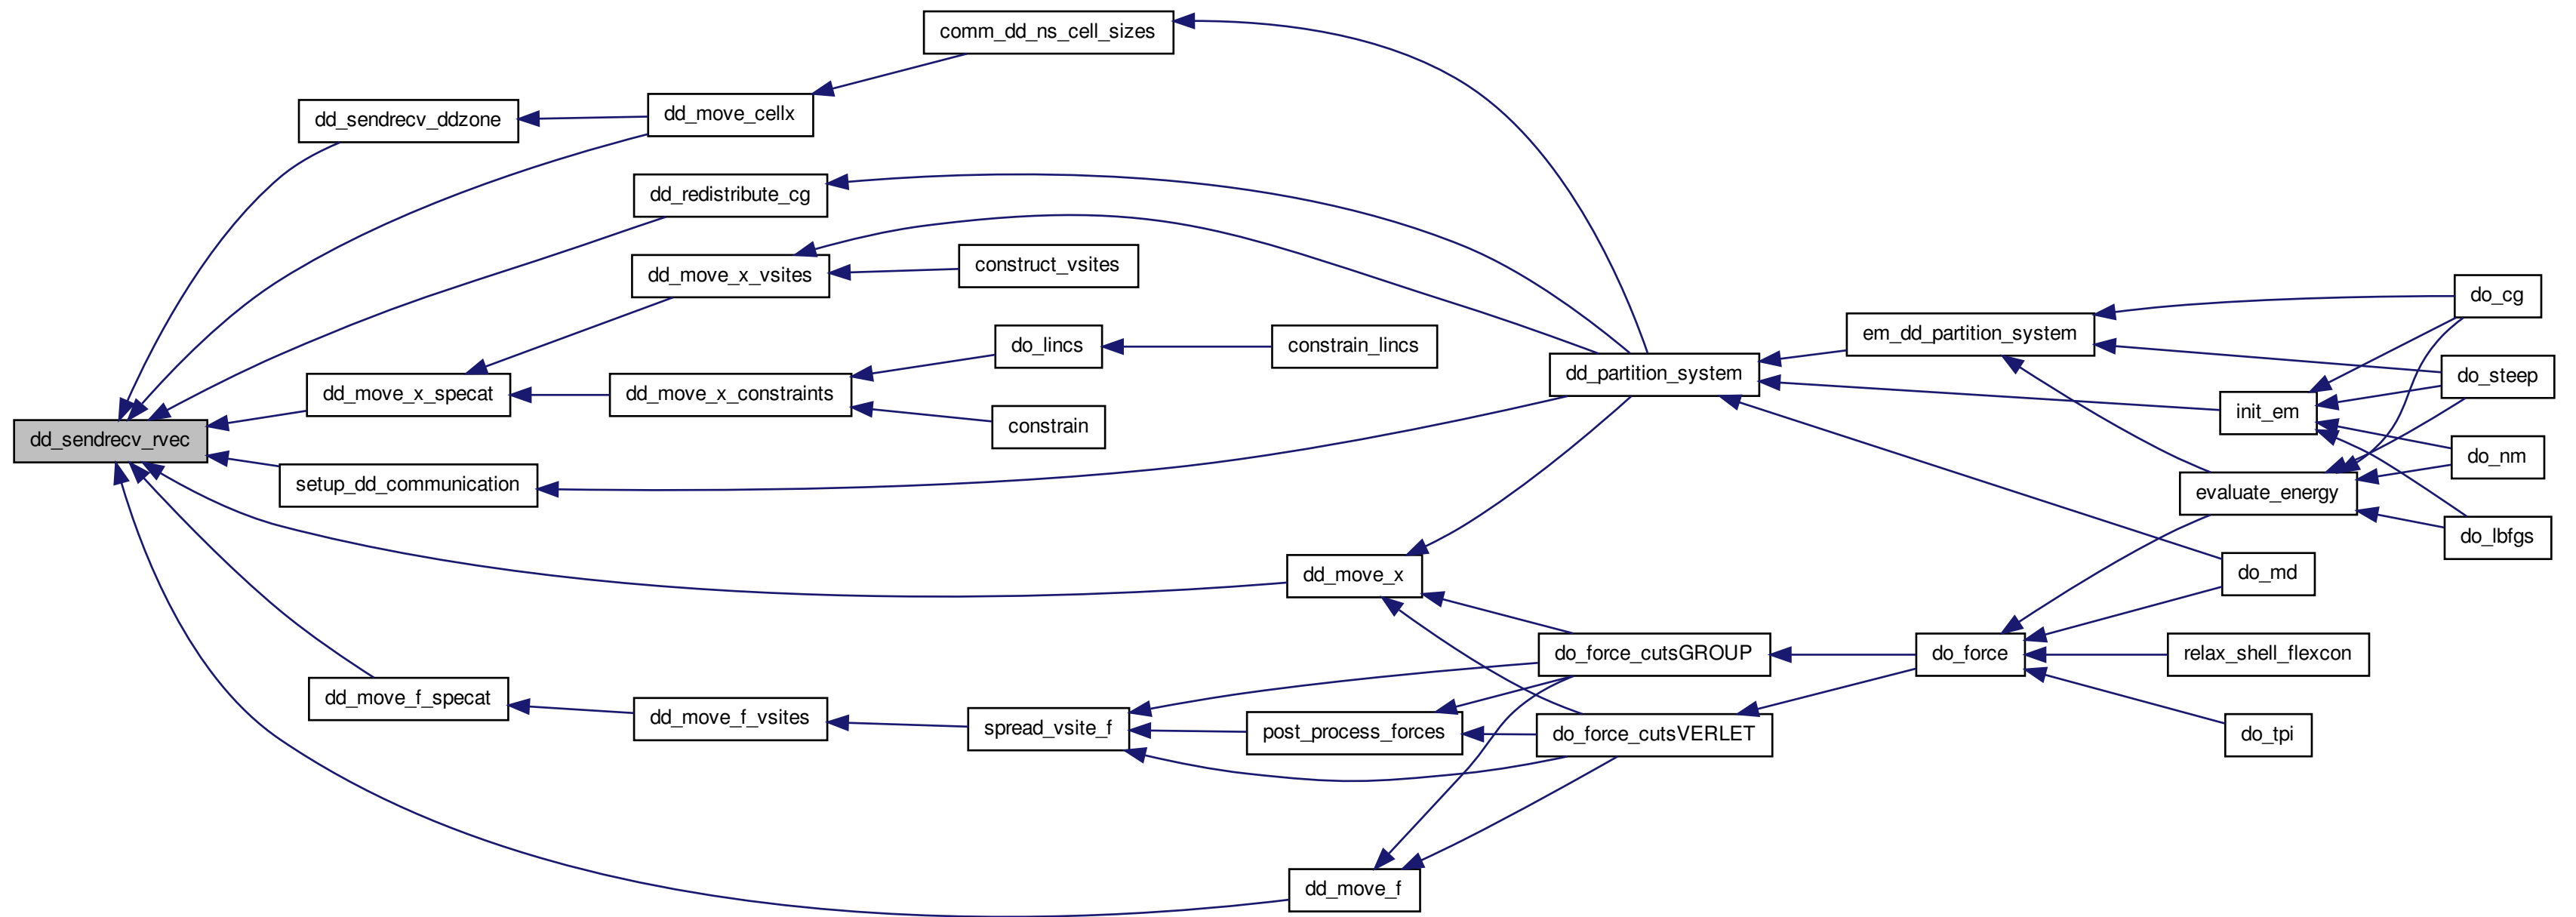 comm_dd_ns_cell_sizes
dd_sendrecv_ddzone
dd_move_cellx
dd_redistribute_cg
dd_move_x_vsites
construct_vsites
do_cg
do_lincs
constrain_lincs
em_dd_partition_system
dd_partition_system
do_steep
dd_move_x_specat
dd_move_x_constraints
init_em
constrain
dd_sendrecv_rvec
do_nm
setup_dd_communication
evaluate_energy
do_lbfgs
dd_move_x
do_md
do_force_cutsGROUP
do_force
relax_shell_flexcon
dd_move_f_specat
dd_move_f_vsites
spread_vsite_f
post_process_forces
do_force_cutsVERLET
do_tpi
dd_move_f